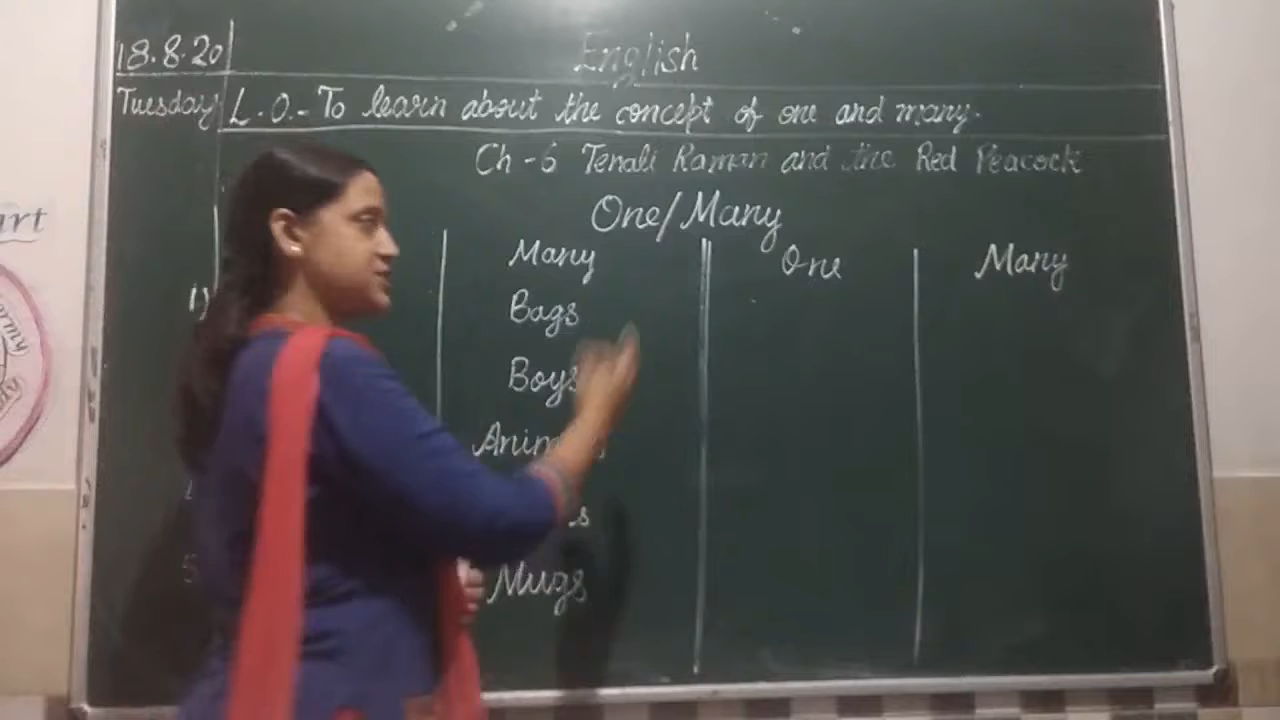 18.8.20 English
Tuesday L.O.- To learn about the concept of one and many.
Ch-6 Tenali Raman and the Red Peacock
One/Many
Many One Many
1) Bags
Boys
Mugs